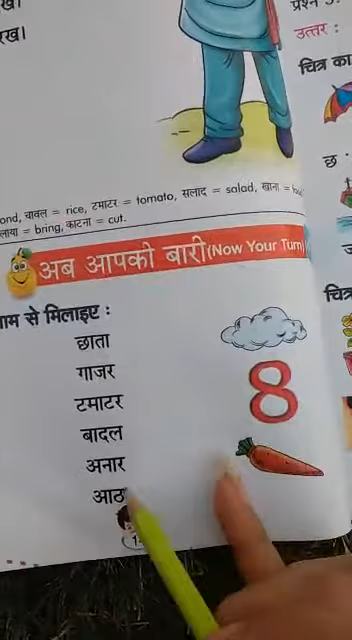 रखा।
प्रश्न
उत्तर :
चित्र का
छ
ond, चावल = rice, टमाटर = tomato, सलाद = salad, खाना =
लाया = bring, काटना = cut.
अब आपकी बारी (Now Your Turn)
से मिलाइए :
चित्र
छाता
गाजर
टमाटर
8
बादल
अनार
आठ